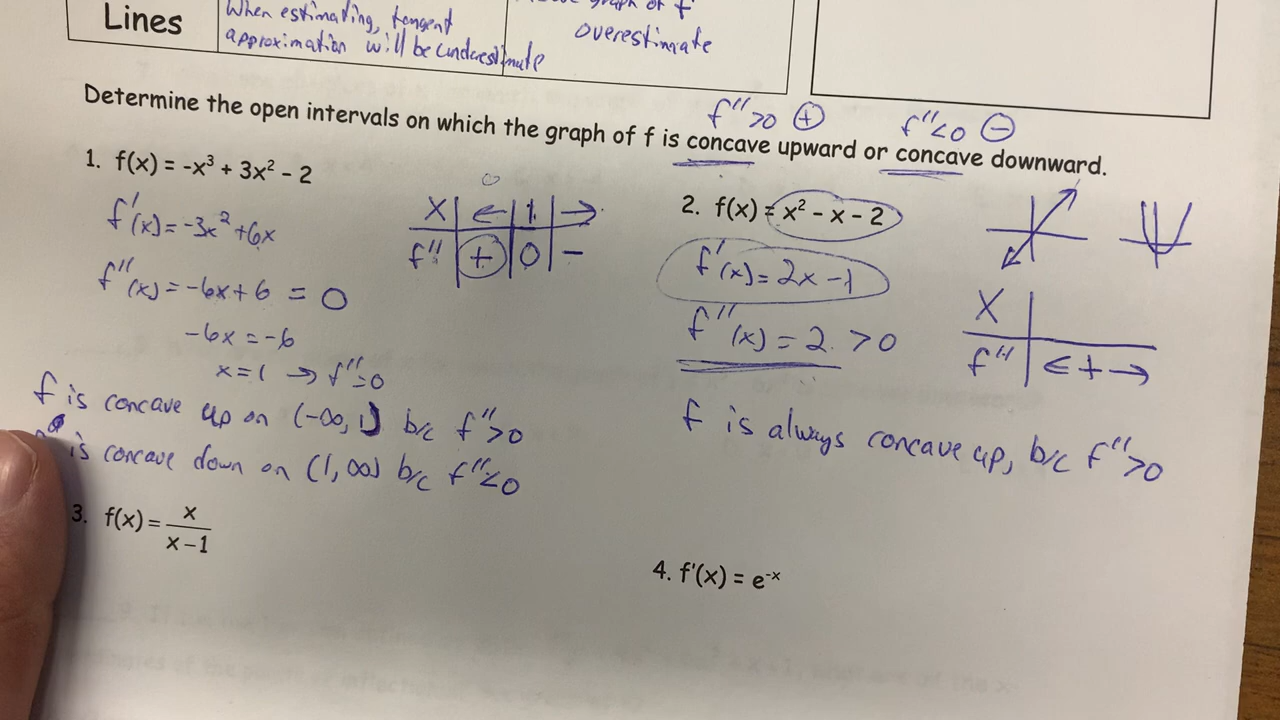 Lines
When estimating, tangent
approximation will be underestimate
graph of f
overestimate
Determine the open intervals on which the graph of f is concave upward or concave downward.
f''>0 +
f''<0 −
1. f(x) = -x³ + 3x² - 2
f'(x)=-3x²+6x
f''(x)=-6x+6 = 0
-6x=-6
x=1 → f''=0
0
X ← 1 →
f'' + 0 −
f is concave up on (-∞, 1) b/c f''>0
is concave down on (1, ∞) b/c f''<0
2. f(x) = x² - x - 2
f'(x)=2x-1
f''(x)=2 >0
X
f'' ← + →
f is always concave up, b/c f''>0
3. f(x) = x/(x-1)
4. f'(x) = e⁻ˣ